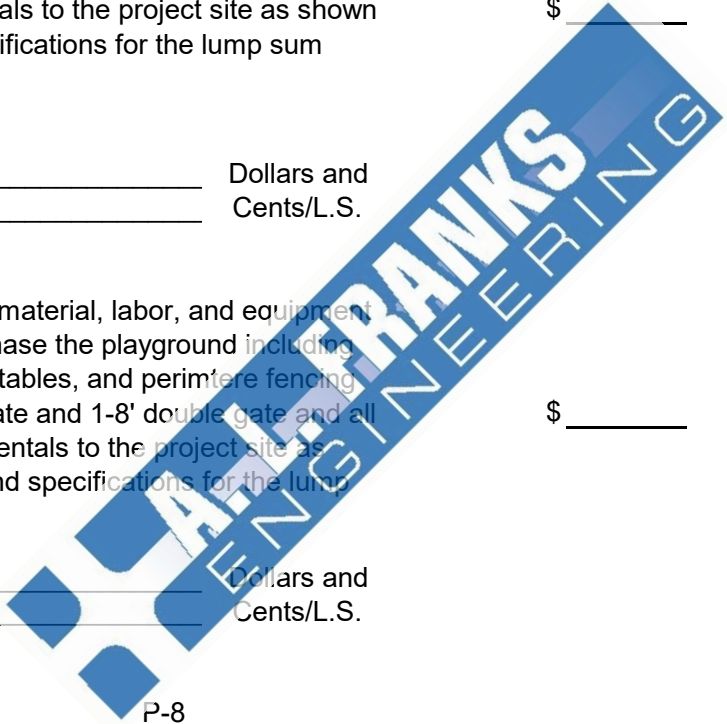 als to the project site as shown $
ifications for the lump sum
Dollars and
Cents/L.S.
material, labor, and equipment
ase the playground including
tables, and perimtere fencing
ate and 1-8' double gate and all $
entals to the project site as
nd specifications for the lump
Dollars and
Cents/L.S.
P-8
A.L. FRANKS
ENGINEERING